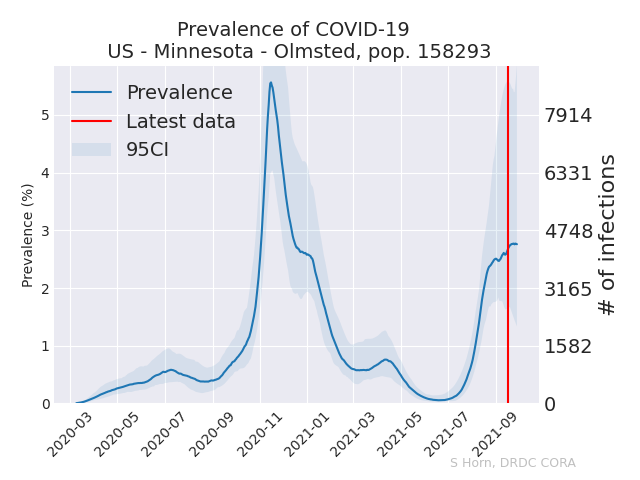 Prevalence of COVID-19
US - Minnesota - Olmsted, pop. 158293
Prevalence
Latest data
95CI
Prevalence (%)
5
4
3
2
1
0
7914
6331
4748
3165
1582
0
# of infections
2020-03
2020-05
2020-07
2020-09
2020-11
2021-01
2021-03
2021-05
2021-07
2021-09
S Horn, DRDC CORA